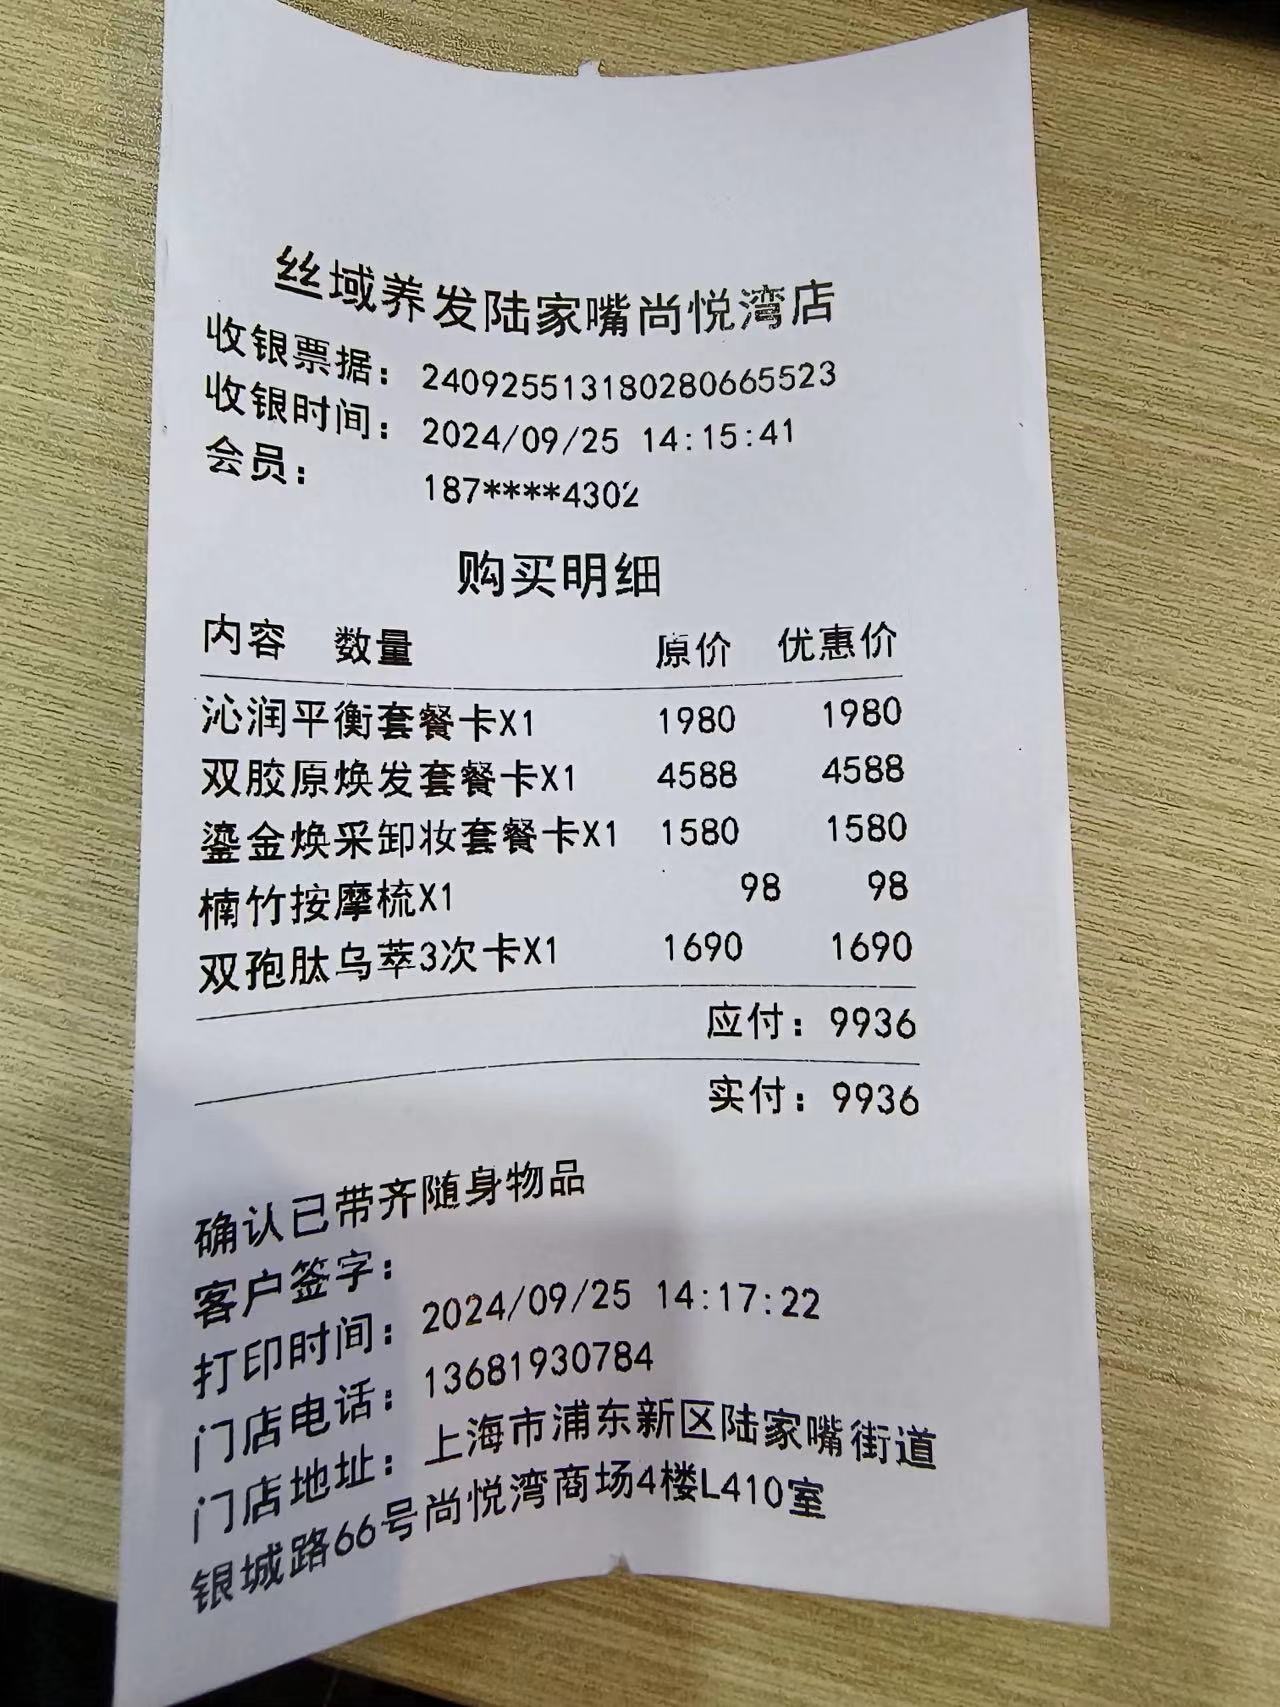 丝域养发陆家嘴尚悦湾店
收银票据： 240925513180280665523
收银时间： 2024/09/25 14:15:41
会员： 187****4302
购买明细
内容 数量 原价 优惠价
沁润平衡套餐卡X1 1980 1980
双胶原焕发套餐卡X1 4588 4588
鎏金焕采卸妆套餐卡X1 1580 1580
楠竹按摩梳X1 98 98
双孢肽乌萃3次卡X1 1690 1690
应付：9936
实付：9936
确认已带齐随身物品
客户签字：
打印时间： 2024/09/25 14:17:22
门店电话： 13681930784
门店地址： 上海市浦东新区陆家嘴街道
银城路66号尚悦湾商场4楼L410室